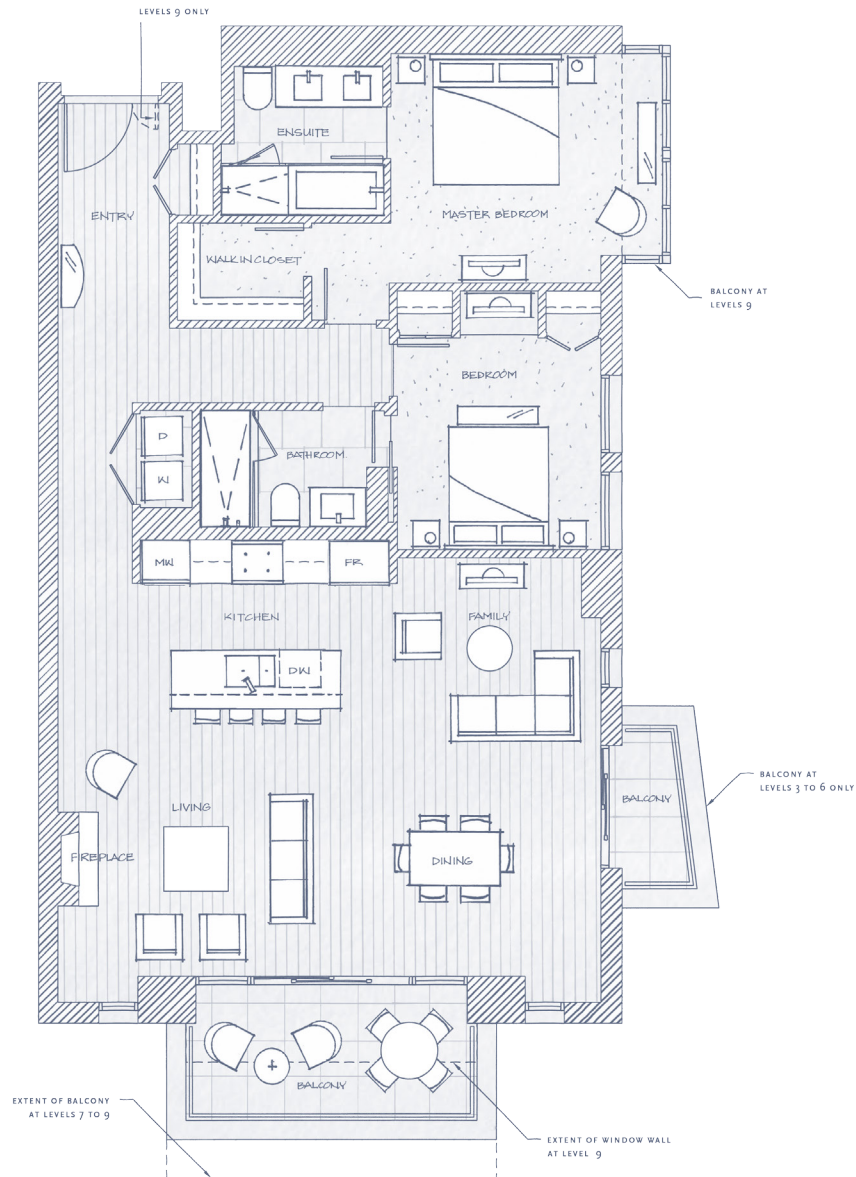 LEVELS 9 ONLY
ENSUITE
ENTRY
MASTER BEDROOM
WALK IN CLOSET
BALCONY AT
LEVELS 9
BEDROOM
D
BATHROOM
W
MW
FR
KITCHEN
FAMILY
DW
BALCONY AT
LEVELS 3 TO 6 ONLY
BALCONY
LIVING
FIREPLACE
DINING
BALCONY
EXTENT OF BALCONY
AT LEVELS 7 TO 9
EXTENT OF WINDOW WALL
AT LEVEL 9